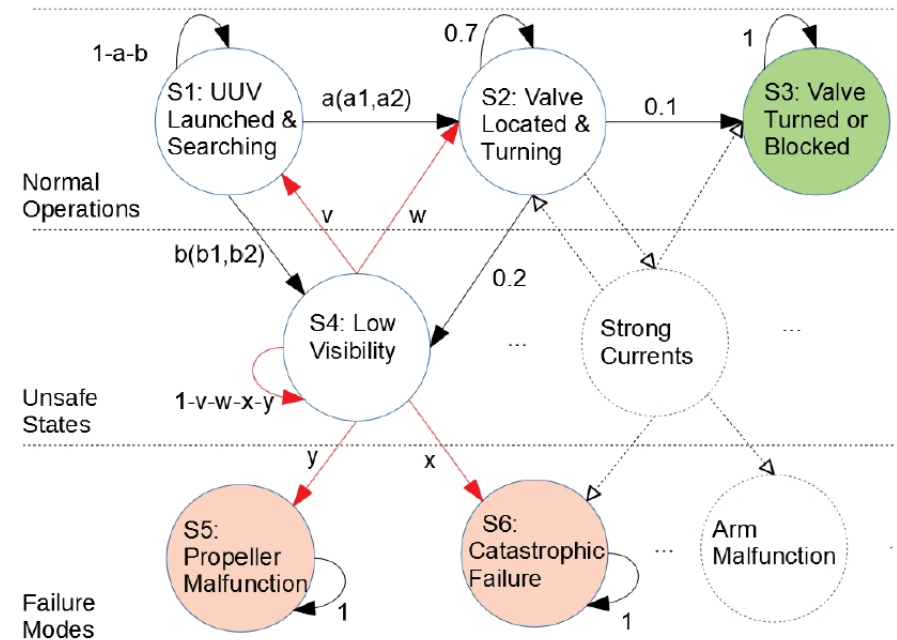 1-a-b
0.7
1
S1: UUV
Launched &
Searching
a(a1,a2)
S2: Valve
Located &
Turning
0.1
S3: Valve
Turned or
Blocked
Normal
Operations
v
w
b(b1,b2)
0.2
S4: Low
Visibility
...
Strong
Currents
...
1-v-w-x-y
Unsafe
States
y
x
S5:
Propeller
Malfunction
1
S6:
Catastrophic
Failure
1
...
Arm
Malfunction
.
Failure
Modes